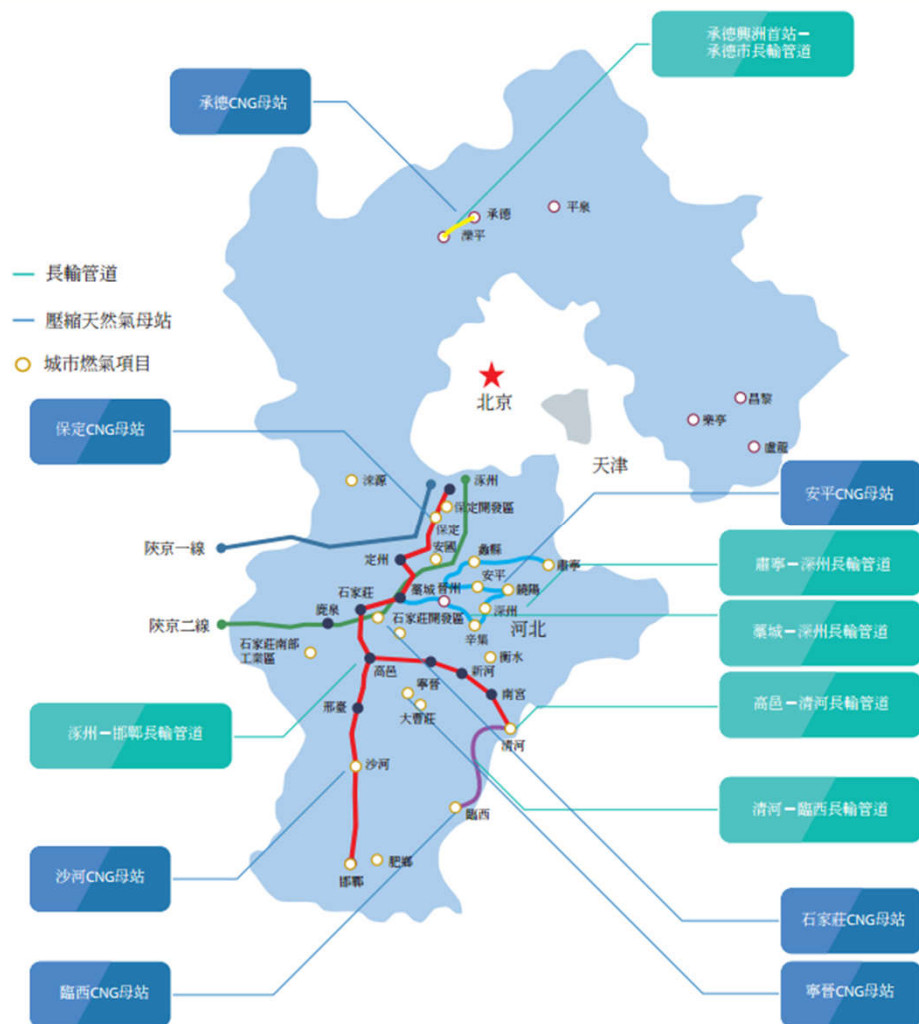 承德興洲首站－
承德市長輸管道
承德CNG母站
承德
平泉
灤平
長輸管道
壓縮天然氣母站
城市燃氣項目
北京
昌黎
樂亭
盧龍
天津
保定CNG母站
淶源
涿州
安平CNG母站
保定開發區
保定
陝京一線
定州
安國
蠡縣
肅寧
肅寧－深州長輸管道
安平
饒陽
石家莊
藁城
晉州
深州
鹿泉
石家莊開發區
陝京二線
辛集
河北
藁城－深州長輸管道
石家莊南部
工業區
衡水
高邑
新河
寧晉
南宮
高邑－清河長輸管道
邢臺
大曹莊
涿州－邯鄲長輸管道
清河
沙河
清河－臨西長輸管道
臨西
肥鄉
沙河CNG母站
邯鄲
石家莊CNG母站
臨西CNG母站
寧晉CNG母站